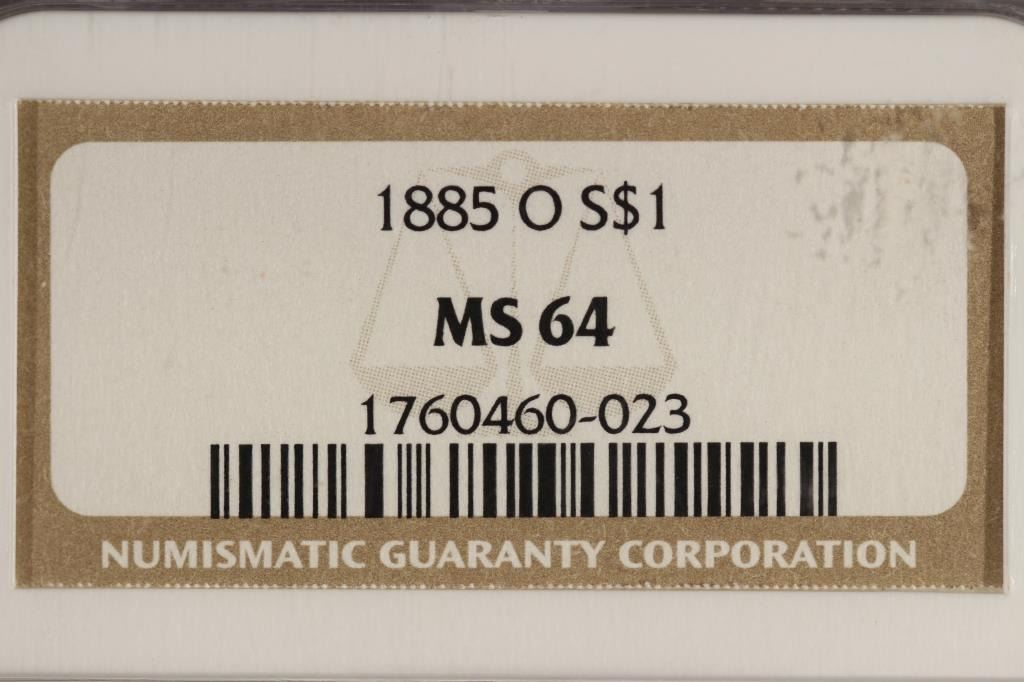 1885 O S$1
MS 64
1760460-023
NUMISMATIC GUARANTY CORPORATION